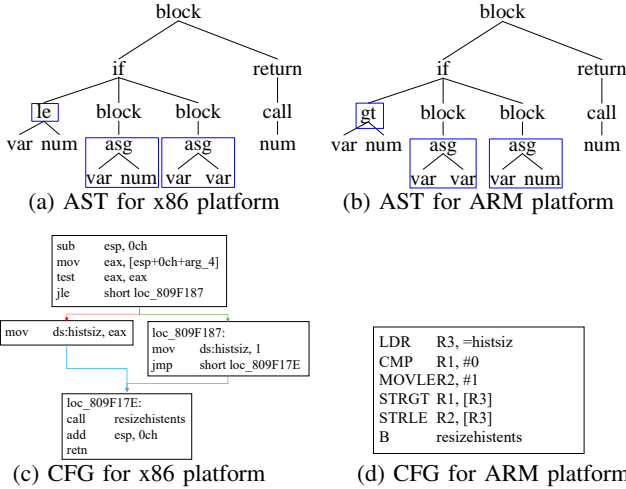 block
if return
le block block call
var num asg asg num
var num var var
(a) AST for x86 platform
block
if return
gt block block call
var num asg asg num
var var var num
(b) AST for ARM platform
sub esp, 0ch
mov eax, [esp+0ch+arg_4]
test eax, eax
jle short loc_809F187
mov ds:histsiz, eax
loc_809F187:
mov ds:histsiz, 1
jmp short loc_809F17E
loc_809F17E:
call resizehistents
add esp, 0ch
retn
(c) CFG for x86 platform
LDR R3, =histsiz
CMP R1, #0
MOVLER2, #1
STRGT R1, [R3]
STRLE R2, [R3]
B resizehistents
(d) CFG for ARM platform